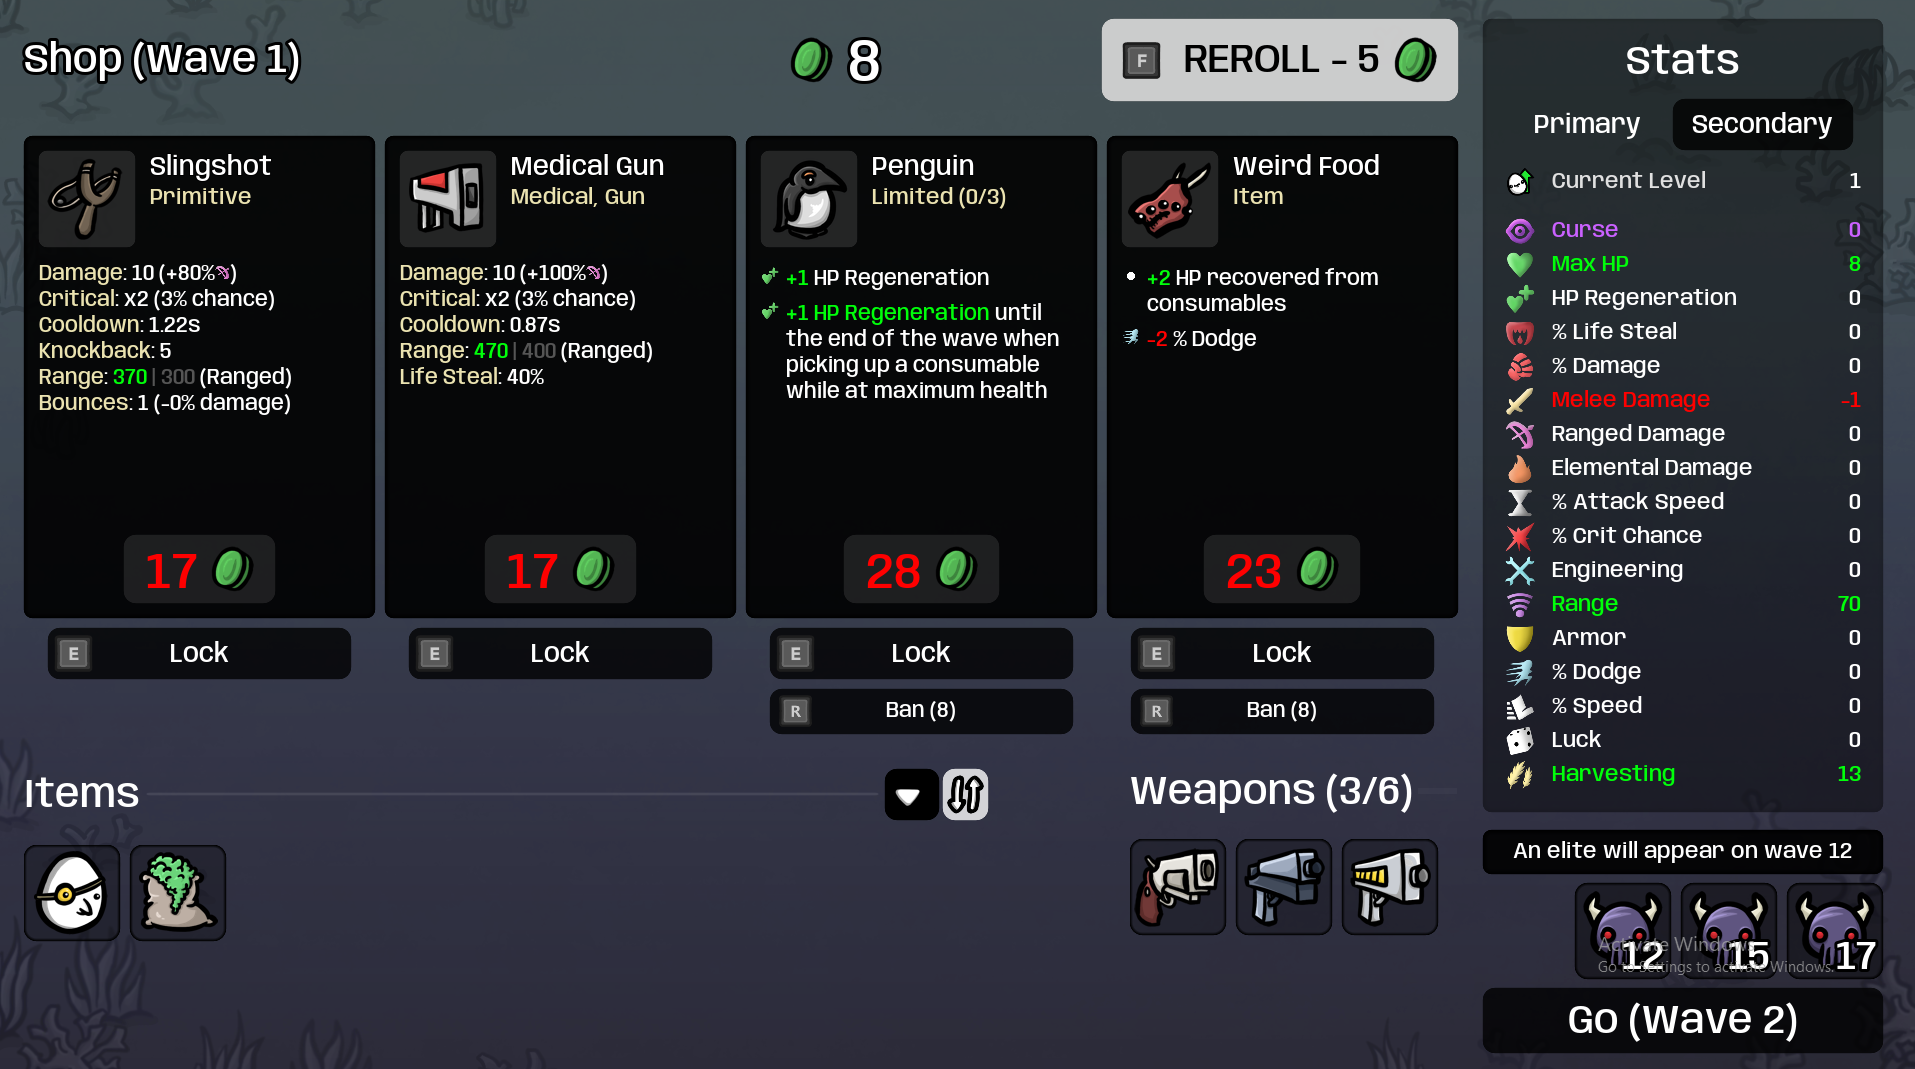 Shop (Wave 1)
8
F REROLL - 5
Slingshot
Primitive
Damage: 10 (+80%)
Critical: x2 (3% chance)
Cooldown: 1.22s
Knockback: 5
Range: 370 | 300 (Ranged)
Bounces: 1 (-0% damage)
17
E Lock
Medical Gun
Medical, Gun
Damage: 10 (+100%)
Critical: x2 (3% chance)
Cooldown: 0.87s
Range: 470 | 400 (Ranged)
Life Steal: 40%
17
E Lock
Penguin
Limited (0/3)
+1 HP Regeneration
+1 HP Regeneration until
the end of the wave when
picking up a consumable
while at maximum health
28
E Lock
R Ban (8)
Weird Food
Item
+2 HP recovered from
consumables
-2 % Dodge
23
E Lock
R Ban (8)
Items
Weapons (3/6)
Stats
Primary Secondary
Current Level 1
Curse 0
Max HP 8
HP Regeneration 0
% Life Steal 0
% Damage 0
Melee Damage -1
Ranged Damage 0
Elemental Damage 0
% Attack Speed 0
% Crit Chance 0
Engineering 0
Range 70
Armor 0
% Dodge 0
% Speed 0
Luck 0
Harvesting 13
An elite will appear on wave 12
12 15 17
Activate Windows
Go to Settings to activate Windows.
Go (Wave 2)